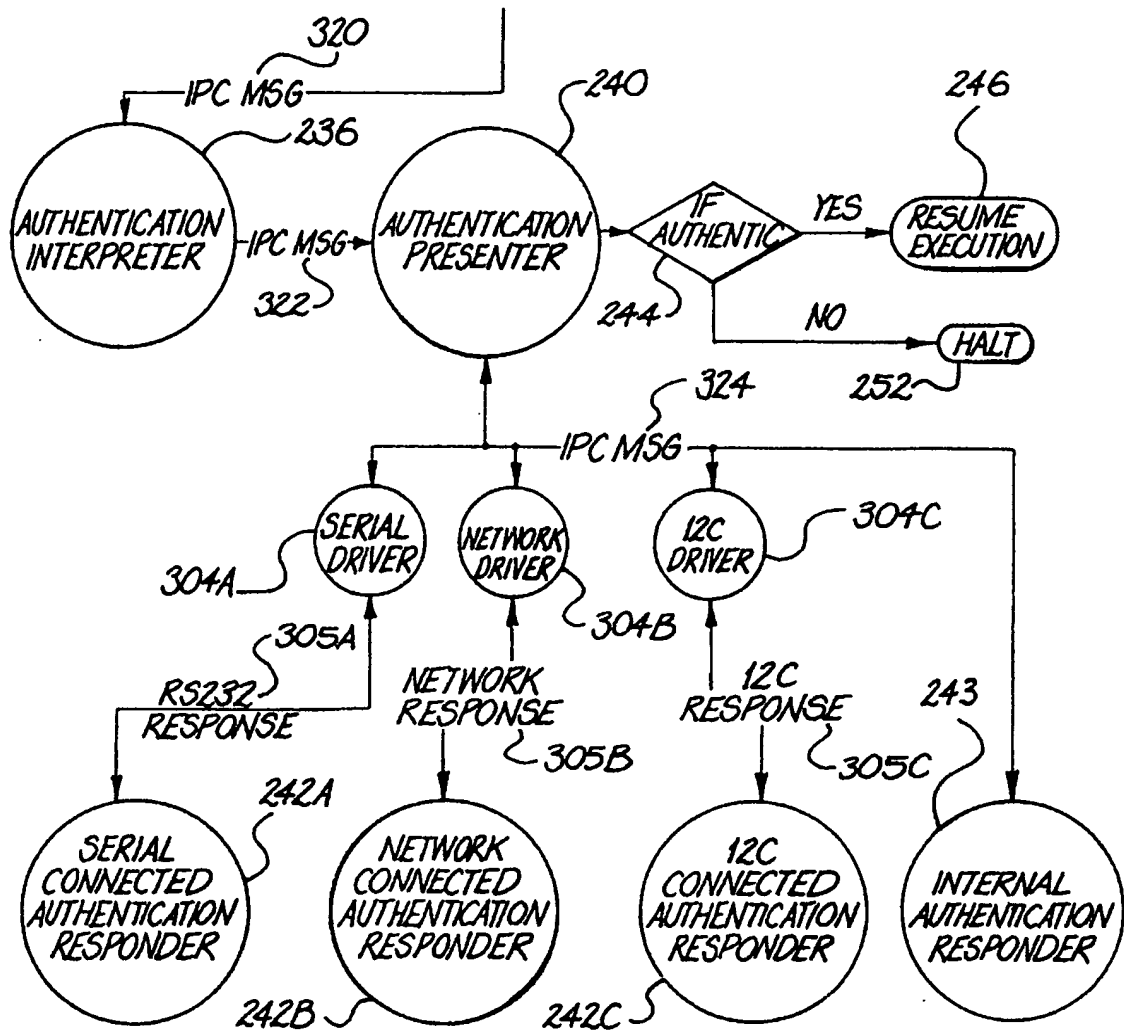 320
IPC MSG
236
240
246
AUTHENTICATION
INTERPRETER
IPC MSG
322
AUTHENTICATION
PRESENTER
IF
AUTHENTIC
244
YES
RESUME
EXECUTION
NO
HALT
252
324
IPC MSG
SERIAL
DRIVER
304A
NETWORK
DRIVER
304B
12C
DRIVER
304C
305A
RS232
RESPONSE
NETWORK
RESPONSE
305B
12C
RESPONSE
305C
243
242A
SERIAL
CONNECTED
AUTHENTICATION
RESPONDER
NETWORK
CONNECTED
AUTHENTICATION
RESPONDER
242B
12C
CONNECTED
AUTHENTICATION
RESPONDER
242C
INTERNAL
AUTHENTICATION
RESPONDER